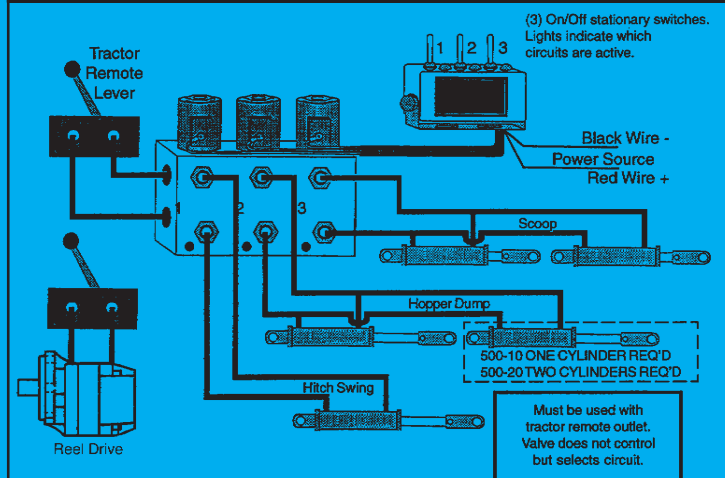 (3) On/Off stationary switches.
Lights indicate which
circuits are active.
1 2 3
Tractor
Remote
Lever
Black Wire -
Power Source
Red Wire +
1 2 3
Scoop
Hopper Dump
500-10 ONE CYLINDER REQ'D
500-20 TWO CYLINDERS REQ'D
Hitch Swing
Must be used with
tractor remote outlet.
Valve does not control
but selects circuit.
Reel Drive